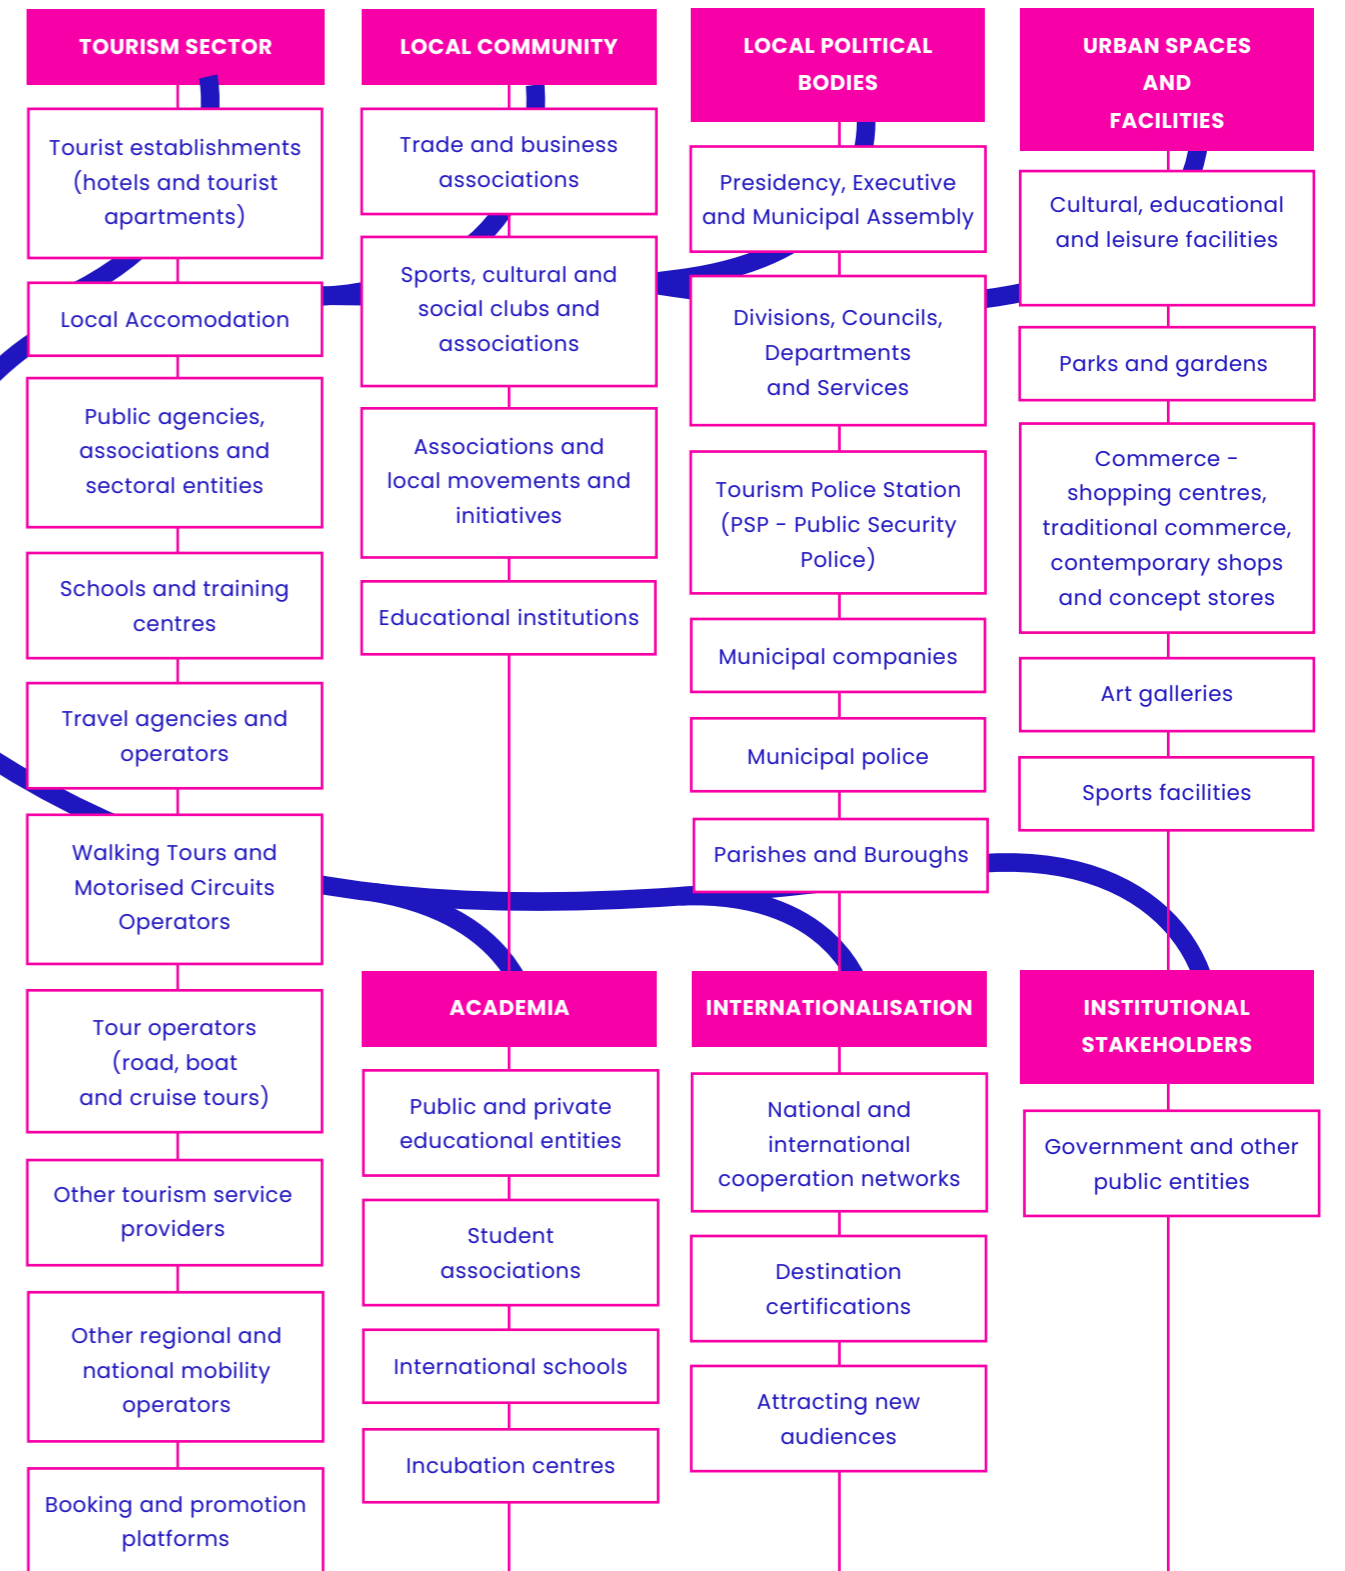 TOURISM SECTOR
Tourist establishments
(hotels and tourist
apartments)
Local Accomodation
Public agencies,
associations and
sectoral entities
Schools and training
centres
Travel agencies and
operators
Walking Tours and
Motorised Circuits
Operators
Tour operators
(road, boat
and cruise tours)
Other tourism service
providers
Other regional and
national mobility
operators
Booking and promotion
platforms
LOCAL COMMUNITY
Trade and business
associations
Sports, cultural and
social clubs and
associations
Associations and
local movements and
initiatives
Educational institutions
LOCAL POLITICAL
BODIES
Presidency, Executive
and Municipal Assembly
Divisions, Councils,
Departments
and Services
Tourism Police Station
(PSP - Public Security
Police)
Municipal companies
Municipal police
Parishes and Buroughs
URBAN SPACES
AND
FACILITIES
Cultural, educational
and leisure facilities
Parks and gardens
Commerce -
shopping centres,
traditional commerce,
contemporary shops
and concept stores
Art galleries
Sports facilities
ACADEMIA
Public and private
educational entities
Student
associations
International schools
Incubation centres
INTERNATIONALISATION
National and
international
cooperation networks
Destination
certifications
Attracting new
audiences
INSTITUTIONAL
STAKEHOLDERS
Government and other
public entities